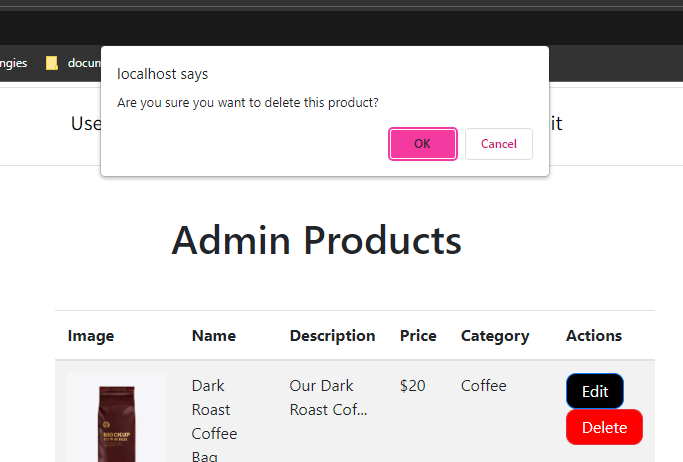 ngies
docum
localhost says
Are you sure you want to delete this product?
OK
Cancel
Use
it
Admin Products
Image Name Description Price Category Actions
Dark
Roast
Coffee
Bag
Our Dark
Roast Cof...
$20
Coffee
Edit
Delete
MOCKUP